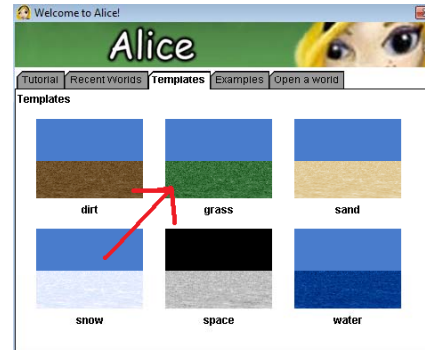 Welcome to Alice!
Alice
Tutorial Recent Worlds Templates Examples Open a world
Templates
dirt grass sand
snow space water